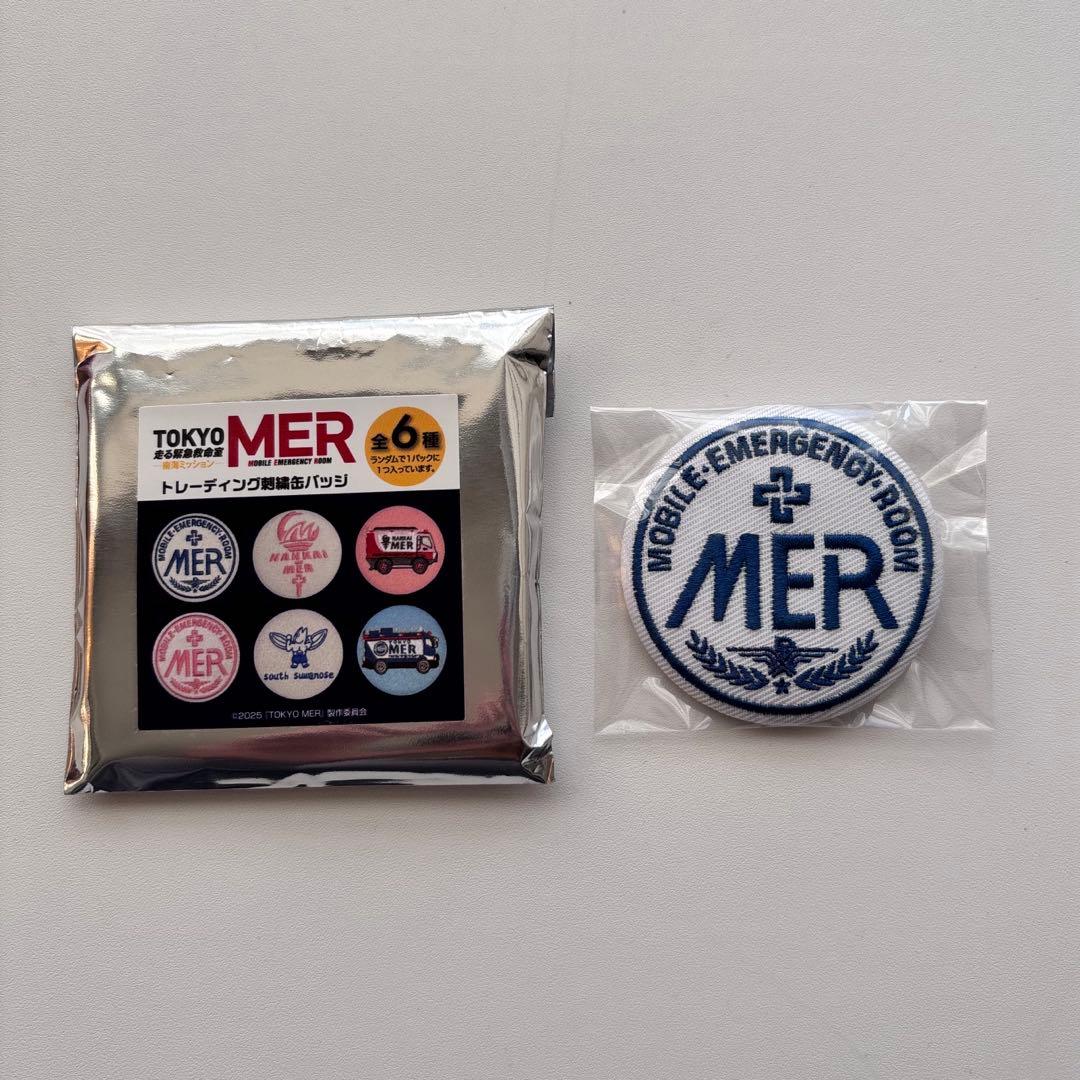 TOKYO
走る緊急救命室
南海ミッション
MER
MOBILE EMERGENCY ROOM
全6種
ランダムで1パックに
1つ入っています。
トレーディング刺繍缶バッジ
MOBILE·EMERGENCY·ROOM
MER
NANKAI
MER
NANKAI
MER
MOBILE·EMERGENCY·ROOM
MER
south suwanose
TOKYO
MER
©2025『TOKYO MER』製作委員会
MOBILE·EMERGENCY·ROOM
MER